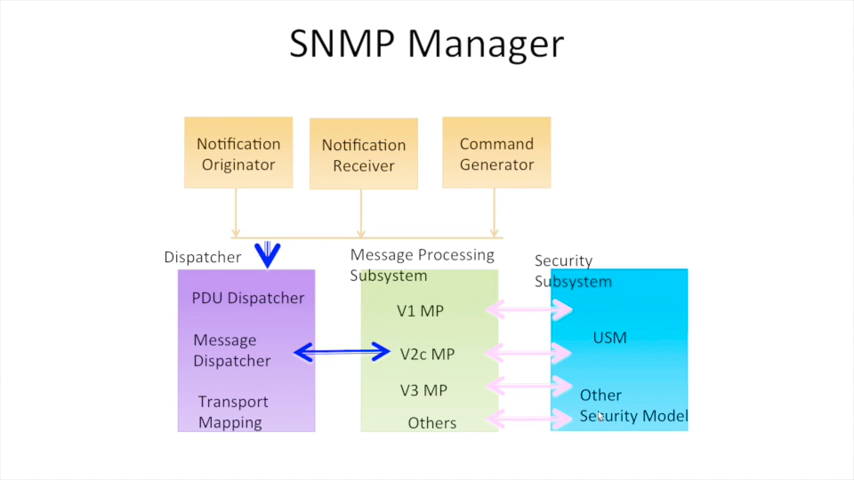 SNMP Manager
Notification
Originator
Notification
Receiver
Command
Generator
Dispatcher
PDU Dispatcher
Message
Dispatcher
Transport
Mapping
Message Processing
Subsystem
V1 MP
V2c MP
V3 MP
Others
Security
Subsystem
USM
Other
Security Model